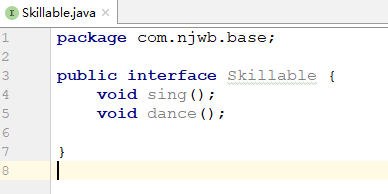 Skillable.java
1 package com.njwb.base;
2
3 public interface Skillable {
4     void sing();
5     void dance();
6
7 }
8